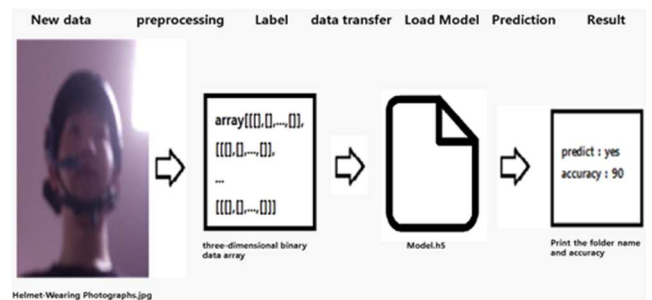 New data preprocessing Label data transfer Load Model Prediction Result
array[[[],[],...,[]],
[[],[],...,[]],
...
[[],[],...,[]]]
predict : yes
accuracy : 90
three-dimensional binary
data array
Model.h5
Print the folder name
and accuracy
Helmet-Wearing Photographs.jpg